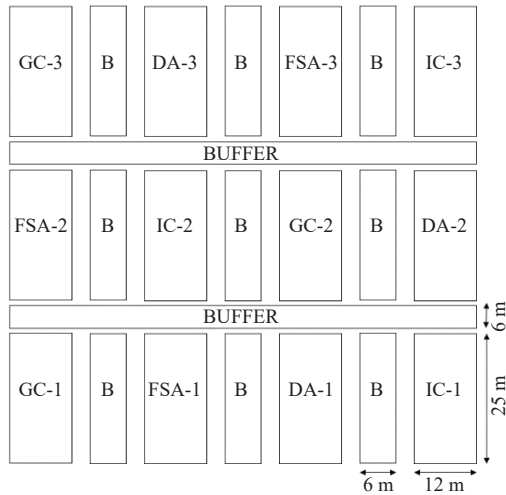 GC-3 B DA-3 B FSA-3 B IC-3
BUFFER
FSA-2 B IC-2 B GC-2 B DA-2
BUFFER
6 m
GC-1 B FSA-1 B DA-1 B IC-1
25 m
6 m 12 m